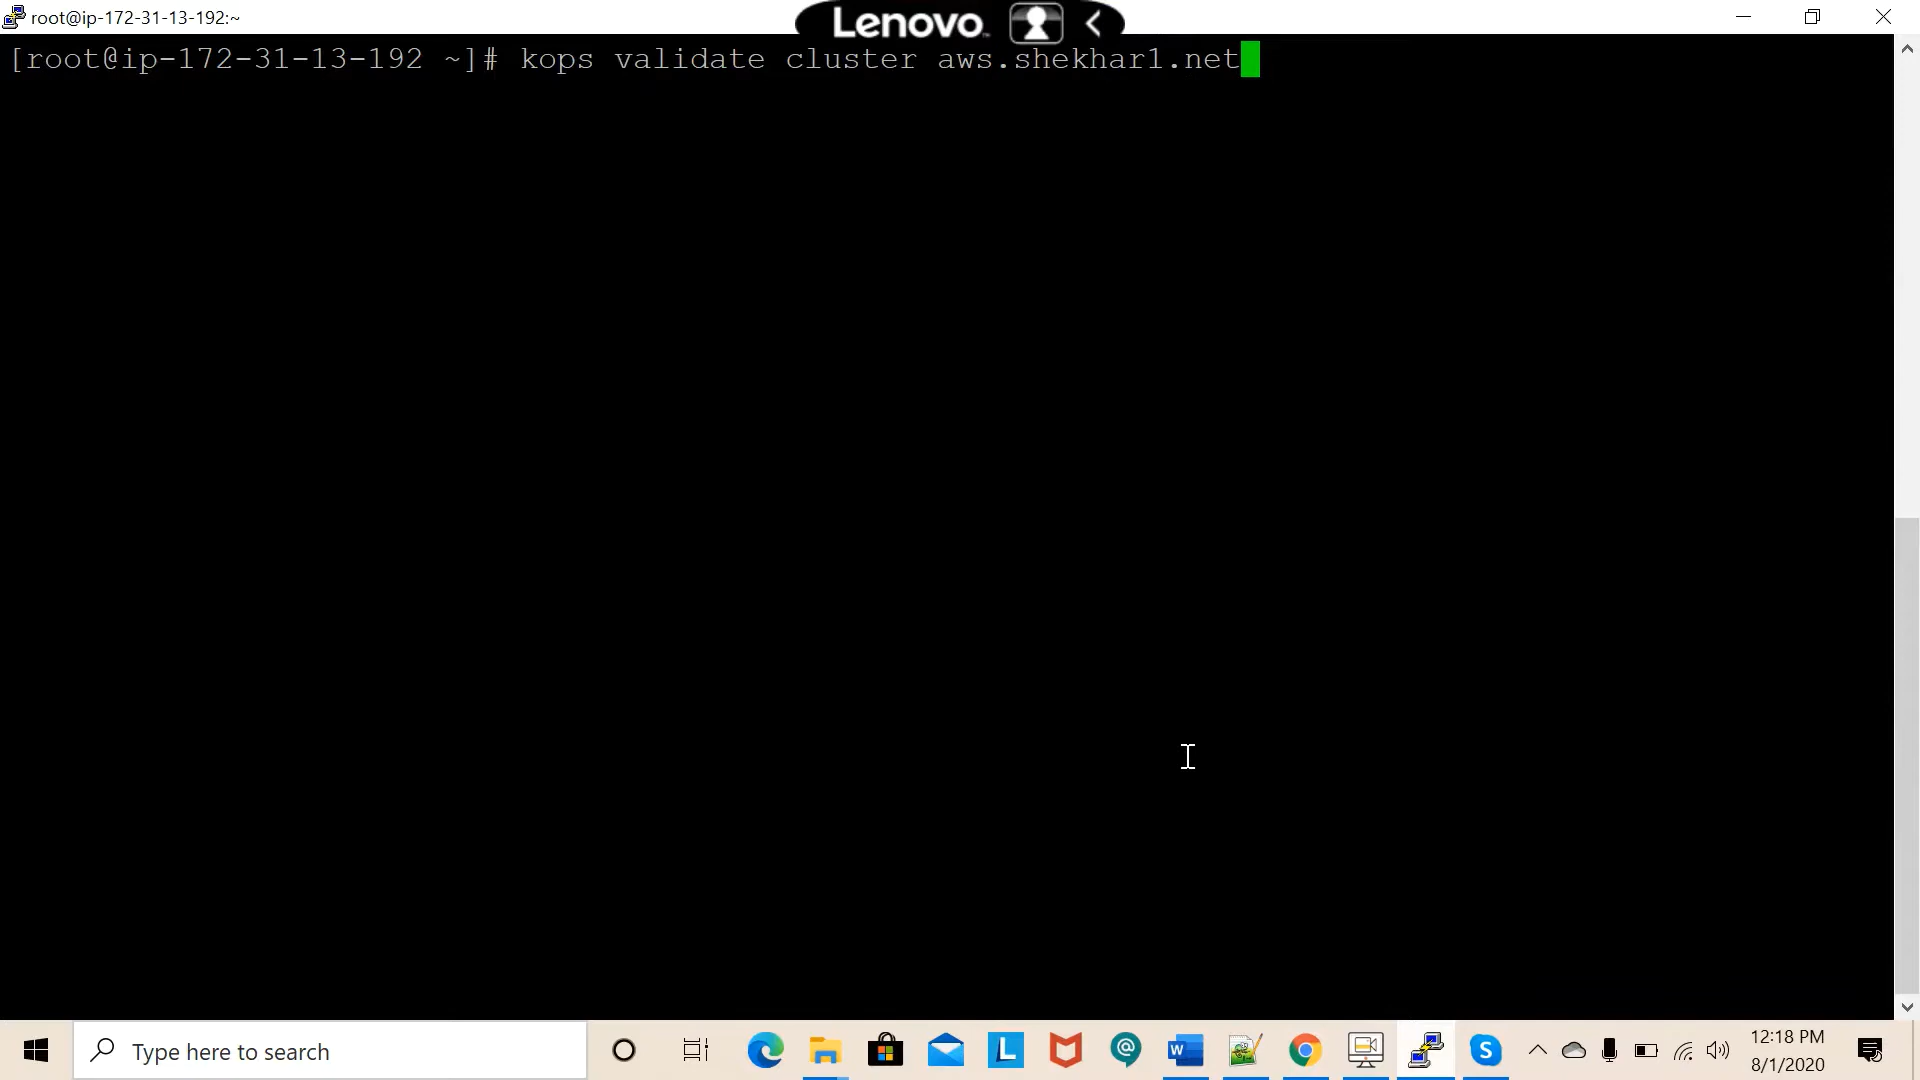 root@ip-172-31-13-192:~
Lenovo
[root@ip-172-31-13-192 ~]# kops validate cluster aws.shekhar1.net
Type here to search
L
@
W
S
12:18 PM
8/1/2020